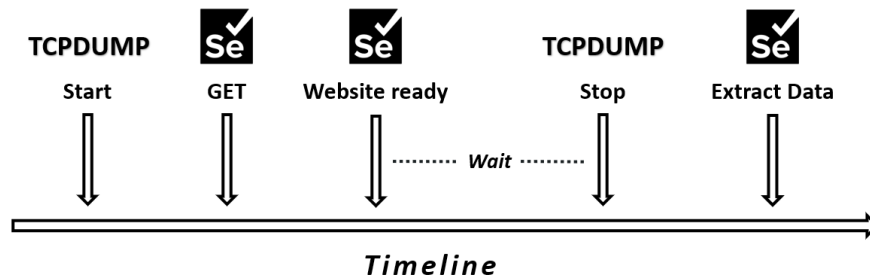 TCPDUMP Se Se TCPDUMP Se
Start GET Website ready Stop Extract Data
Wait
Timeline